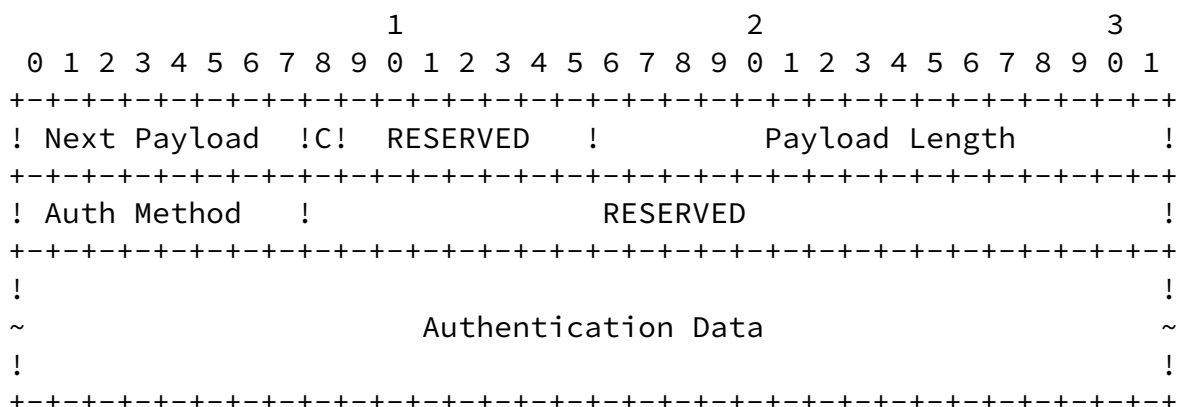 1                   2                   3
 0 1 2 3 4 5 6 7 8 9 0 1 2 3 4 5 6 7 8 9 0 1 2 3 4 5 6 7 8 9 0 1
+-+-+-+-+-+-+-+-+-+-+-+-+-+-+-+-+-+-+-+-+-+-+-+-+-+-+-+-+-+-+-+-+
! Next Payload  !C!  RESERVED   !         Payload Length        !
+-+-+-+-+-+-+-+-+-+-+-+-+-+-+-+-+-+-+-+-+-+-+-+-+-+-+-+-+-+-+-+-+
! Auth Method   !                RESERVED                       !
+-+-+-+-+-+-+-+-+-+-+-+-+-+-+-+-+-+-+-+-+-+-+-+-+-+-+-+-+-+-+-+-+
!                                                               !
~                      Authentication Data                      ~
!                                                               !
+-+-+-+-+-+-+-+-+-+-+-+-+-+-+-+-+-+-+-+-+-+-+-+-+-+-+-+-+-+-+-+-+